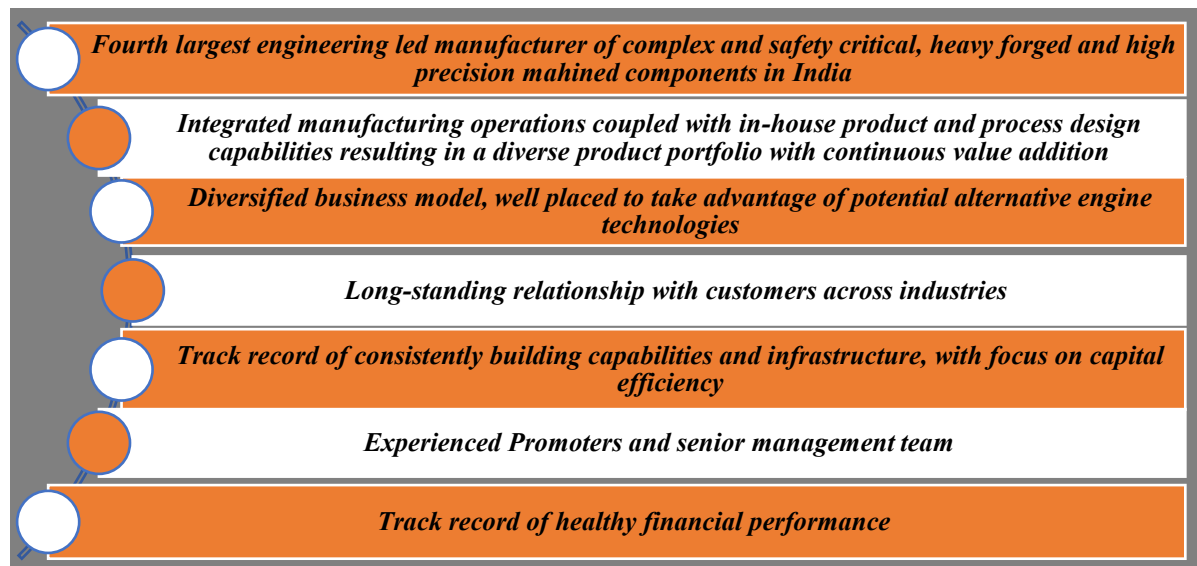 Fourth largest engineering led manufacturer of complex and safety critical, heavy forged and high
precision mahined components in India
Integrated manufacturing operations coupled with in-house product and process design
capabilities resulting in a diverse product portfolio with continuous value addition
Diversified business model, well placed to take advantage of potential alternative engine
technologies
Long-standing relationship with customers across industries
Track record of consistently building capabilities and infrastructure, with focus on capital
efficiency
Experienced Promoters and senior management team
Track record of healthy financial performance